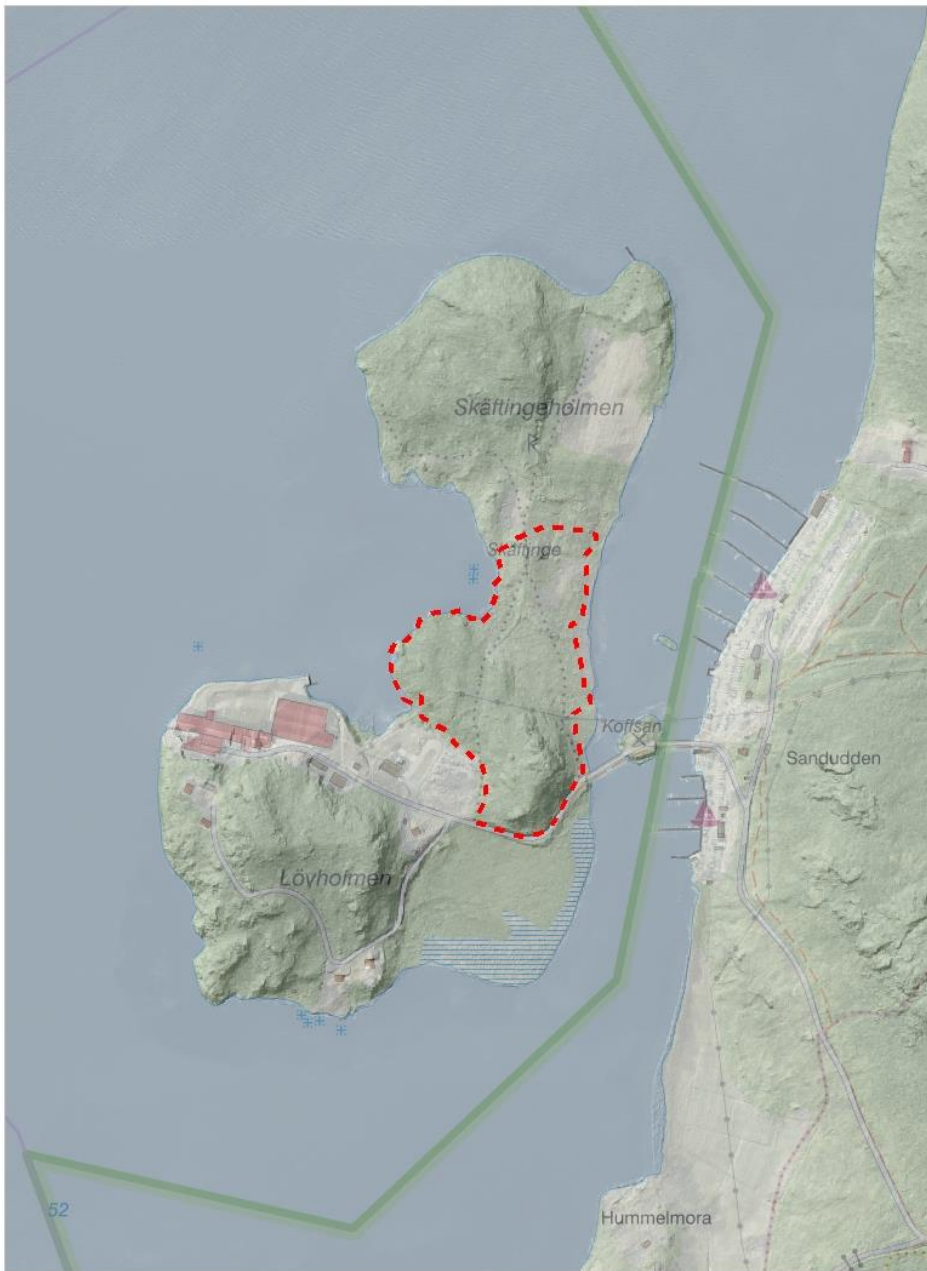 Skäftingeholmen
R
Skäftinge
Koffsan
Sandudden
Lövholmen
52
Hummelmora